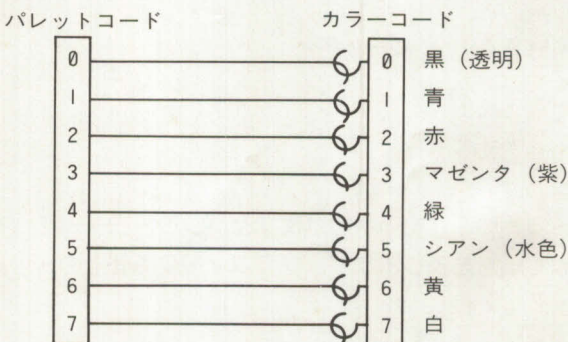 パレットコード カラーコード
0 0 黒（透明）
1 1 青
2 2 赤
3 3 マゼンタ（紫）
4 4 緑
5 5 シアン（水色）
6 6 黄
7 7 白